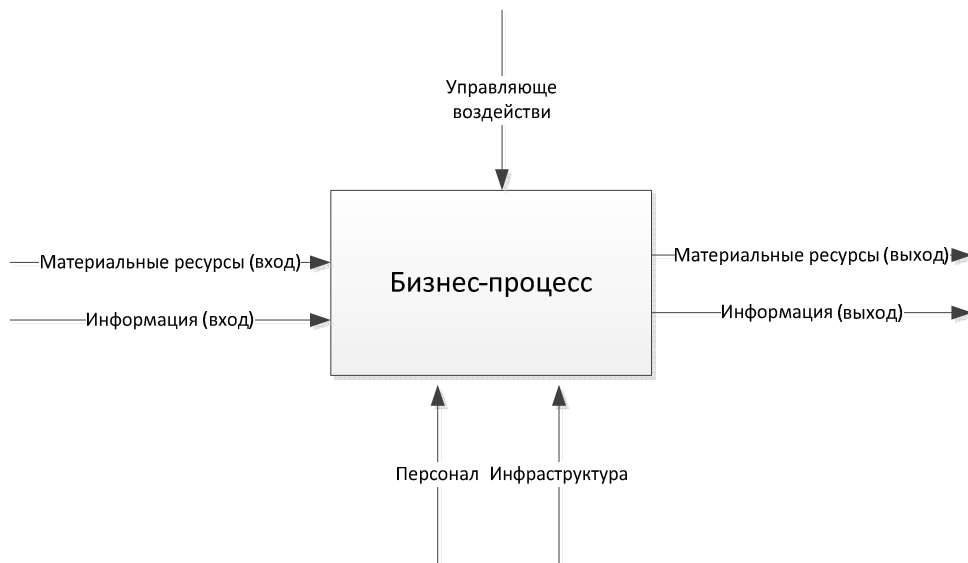 Управляюще
воздействи
Материальные ресурсы (вход)
Материальные ресурсы (выход)
Бизнес-процесс
Информация (вход)
Информация (выход)
Персонал
Инфраструктура